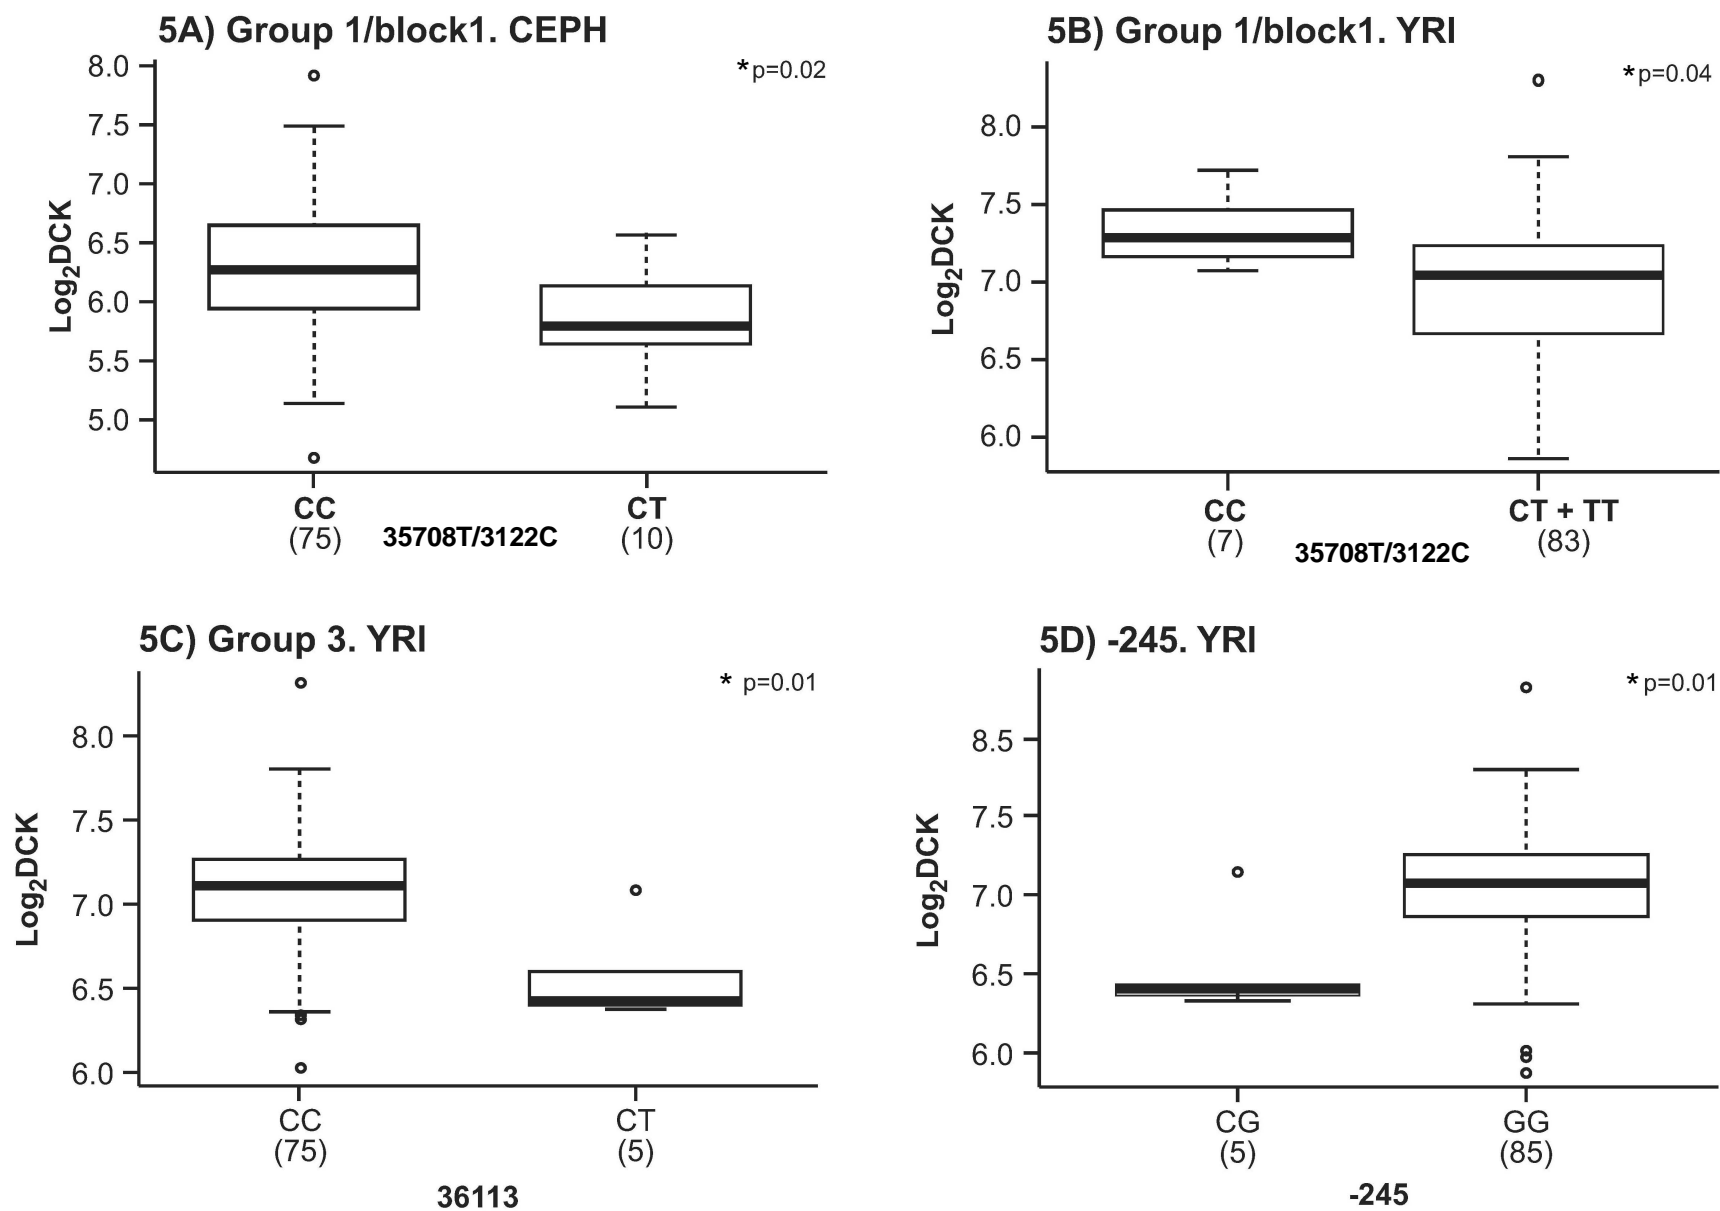 5A) Group 1/block1. CEPH
*p=0.02
Log2DCK
8.0
7.5
7.0
6.5
6.0
5.5
5.0
CC
(75)
CT
(10)
35708T/3122C
5B) Group 1/block1. YRI
*p=0.04
Log2DCK
8.0
7.5
7.0
6.5
6.0
CC
(7)
CT + TT
(83)
35708T/3122C
5C) Group 3. YRI
* p=0.01
Log2DCK
8.0
7.5
7.0
6.5
6.0
CC
(75)
CT
(5)
36113
5D) -245. YRI
*p=0.01
Log2DCK
8.5
7.5
7.0
6.5
6.0
CG
(5)
GG
(85)
-245